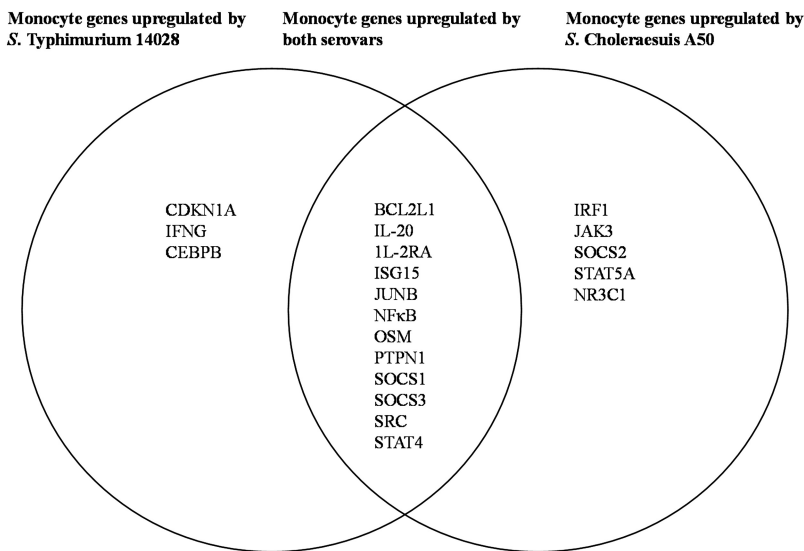 Monocyte genes upregulated by
S. Typhimurium 14028
Monocyte genes upregulated by
both serovars
Monocyte genes upregulated by
S. Choleraesuis A50
CDKN1A
IFNG
CEBPB
BCL2L1
IL-20
1L-2RA
ISG15
JUNB
NFκB
OSM
PTPN1
SOCS1
SOCS3
SRC
STAT4
IRF1
JAK3
SOCS2
STAT5A
NR3C1